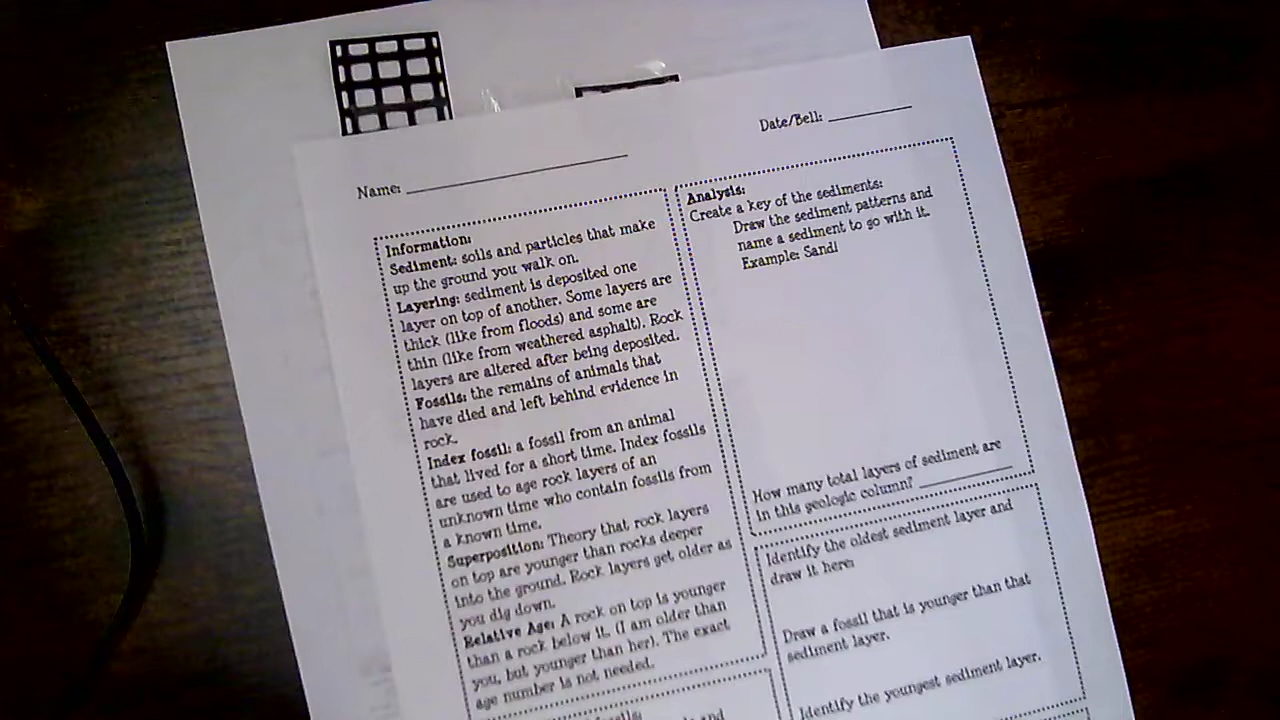 Name: ____________
Date/Bell: ________
Information:
Sediment: soils and particles that make
up the ground you walk on.
Layering: sediment is deposited one
layer on top of another. Some layers are
thick (like from floods) and some are
thin (like from weathered asphalt). Rock
layers are altered after being deposited.
Fossils: the remains of animals that
have died and left behind evidence in
rock.
Index fossil: a fossil from an animal
that lived for a short time. Index fossils
are used to age rock layers of an
unknown time who contain fossils from
a known time.
Superposition: Theory that rock layers
on top are younger than rocks deeper
into the ground. Rock layers get older as
you dig down.
Relative Age: A rock on top is younger
than a rock below it. (I am older than
you, but younger than her). The exact
age number is not needed.
Analysis:
Create a key of the sediments:
Draw the sediment patterns and
name a sediment to go with it.
Example: Sand
How many total layers of sediment are
in this geologic column? ________
Identify the oldest sediment layer and
draw it here:
Draw a fossil that is younger than that
sediment layer.
Identify the youngest sediment layer.